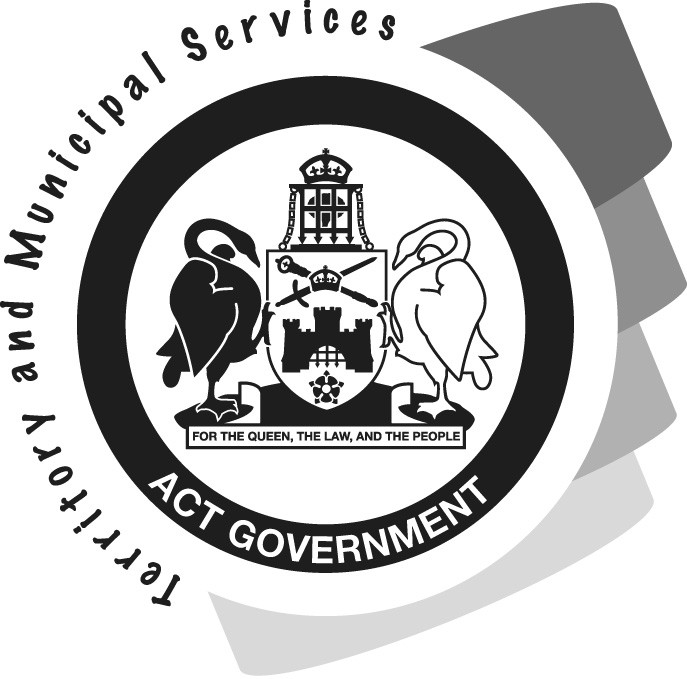 Territory and Municipal Services
FOR THE QUEEN, THE LAW, AND THE PEOPLE
ACT GOVERNMENT